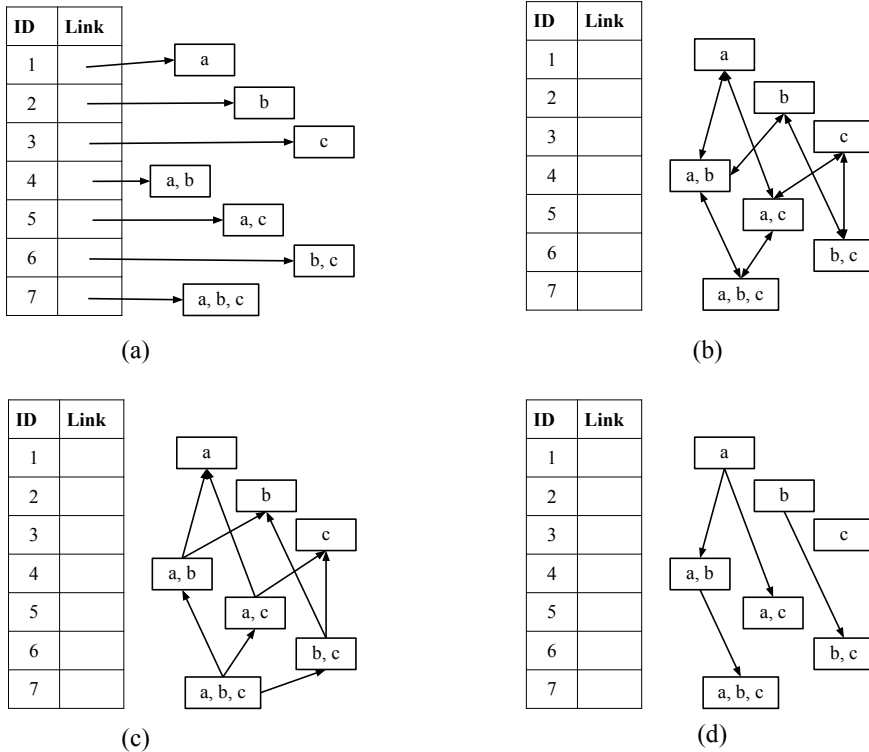 ID Link
1 a
2 b
3 c
4 a, b
5 a, c
6 b, c
7 a, b, c
(a)
ID Link
1 a
2 b
3 c
4 a, b
5 a, c
6 b, c
7 a, b, c
(b)
ID Link
1 a
2 b
3 c
4 a, b
5 a, c
6 b, c
7 a, b, c
(c)
ID Link
1 a
2 b
3 c
4 a, b
5 a, c
6 b, c
7 a, b, c
(d)